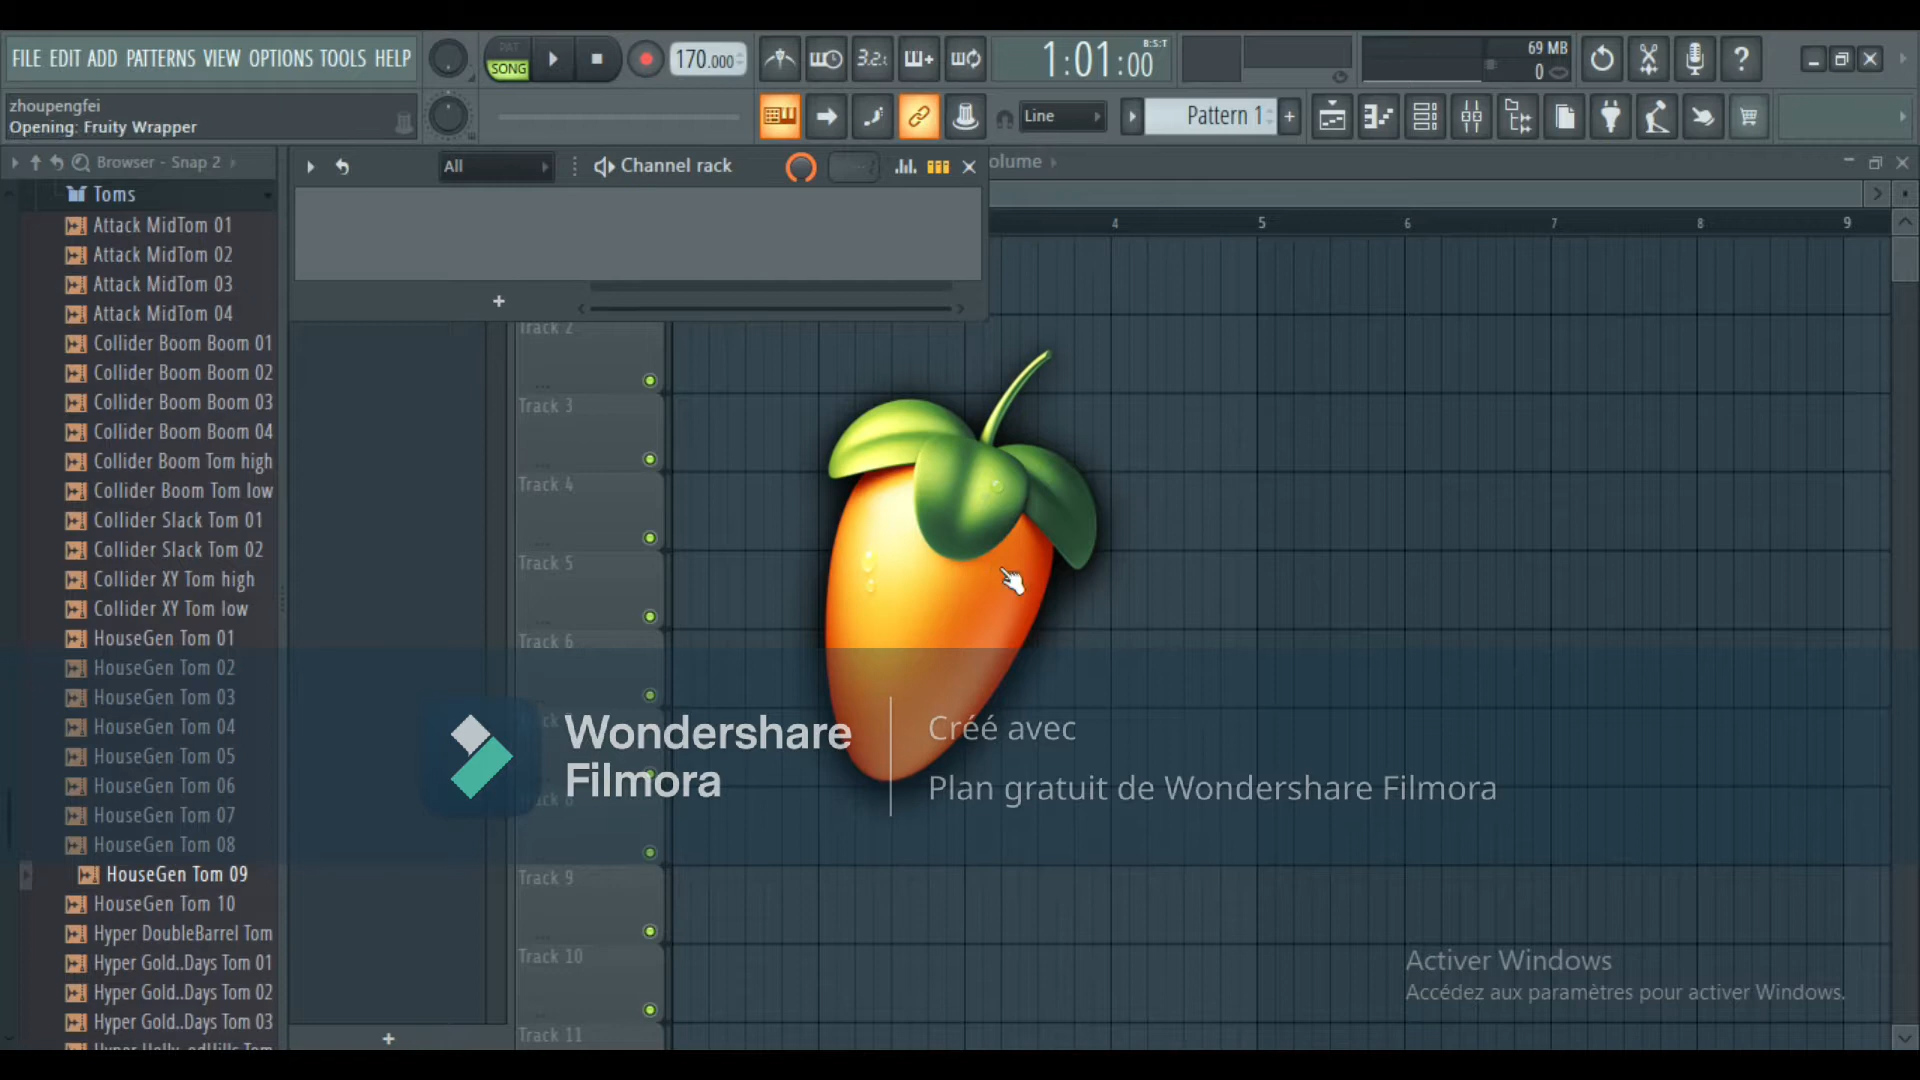 FILE EDIT ADD PATTERNS VIEW OPTIONS TOOLS HELP
PAT
SONG
170.000
3.2.
1:01:00
B:S:T
69 MB
0
zhoupengfei
Opening: Fruity Wrapper
Line
Pattern 1
Browser - Snap 2
All
Channel rack
olume
Toms
Attack MidTom 01
Attack MidTom 02
Attack MidTom 03
Attack MidTom 04
Collider Boom Boom 01
Collider Boom Boom 02
Collider Boom Boom 03
Collider Boom Boom 04
Collider Boom Tom high
Collider Boom Tom low
Collider Slack Tom 01
Collider Slack Tom 02
Collider XY Tom high
Collider XY Tom low
HouseGen Tom 01
HouseGen Tom 02
HouseGen Tom 03
HouseGen Tom 04
HouseGen Tom 05
HouseGen Tom 06
HouseGen Tom 07
HouseGen Tom 08
HouseGen Tom 09
HouseGen Tom 10
Hyper DoubleBarrel Tom
Hyper Gold..Days Tom 01
Hyper Gold..Days Tom 02
Hyper Gold..Days Tom 03
4 5 6 7 8 9
Track 2
Track 3
Track 4
Track 5
Track 6
Track 9
Track 10
Track 11
Wondershare
Filmora
Créé avec
Plan gratuit de Wondershare Filmora
Activer Windows
Accédez aux paramètres pour activer Windows.